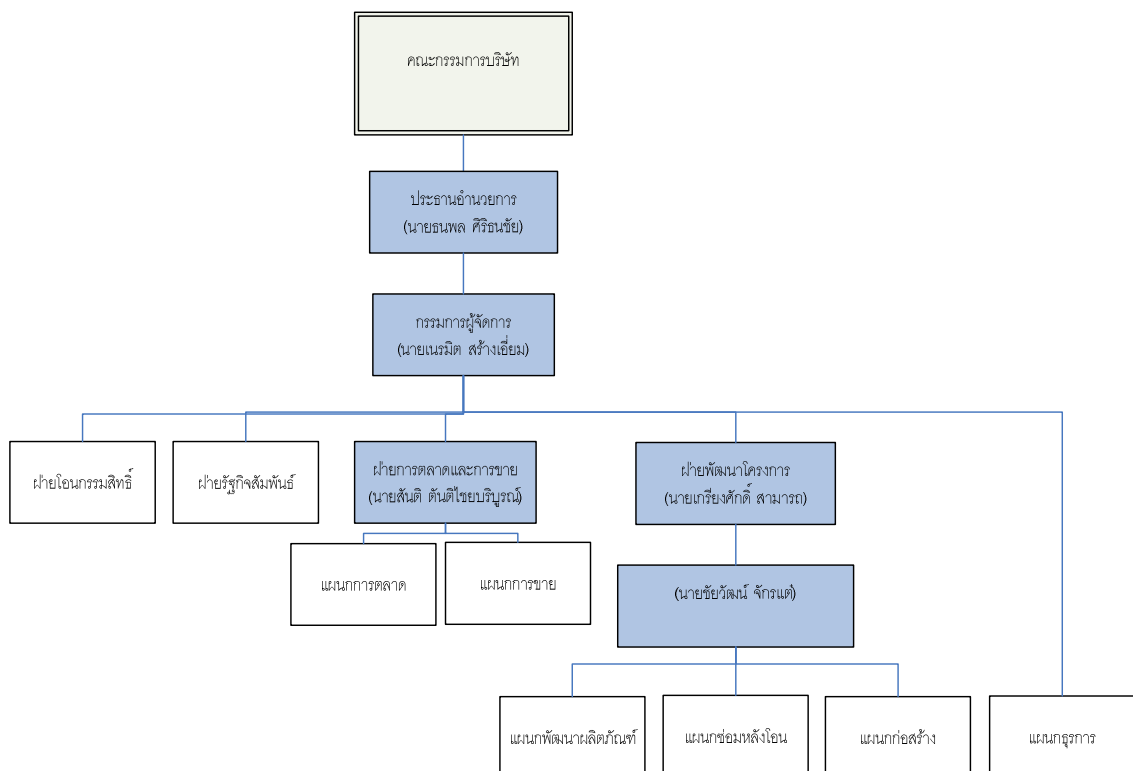 คณะกรรมการบริษัท
ประธานอำนวยการ
(นายธนพล ศิริธนชัย)
กรรมการผู้จัดการ
(นายเนรมิต สร้างเอี่ยม)
ฝ่ายโอนกรรมสิทธิ์
ฝ่ายรัฐกิจสัมพันธ์
ฝ่ายการตลาดและการขาย
(นายสันติ ตันติไชยบริบูรณ์)
ฝ่ายพัฒนาโครงการ
(นายเกรียงศักดิ์ สามารถ)
แผนกการตลาด
แผนกการขาย
(นายชัยวัฒน์ จักรแต่)
แผนกพัฒนาผลิตภัณฑ์
แผนกซ่อมหลังโอน
แผนกก่อสร้าง
แผนกธุรการ